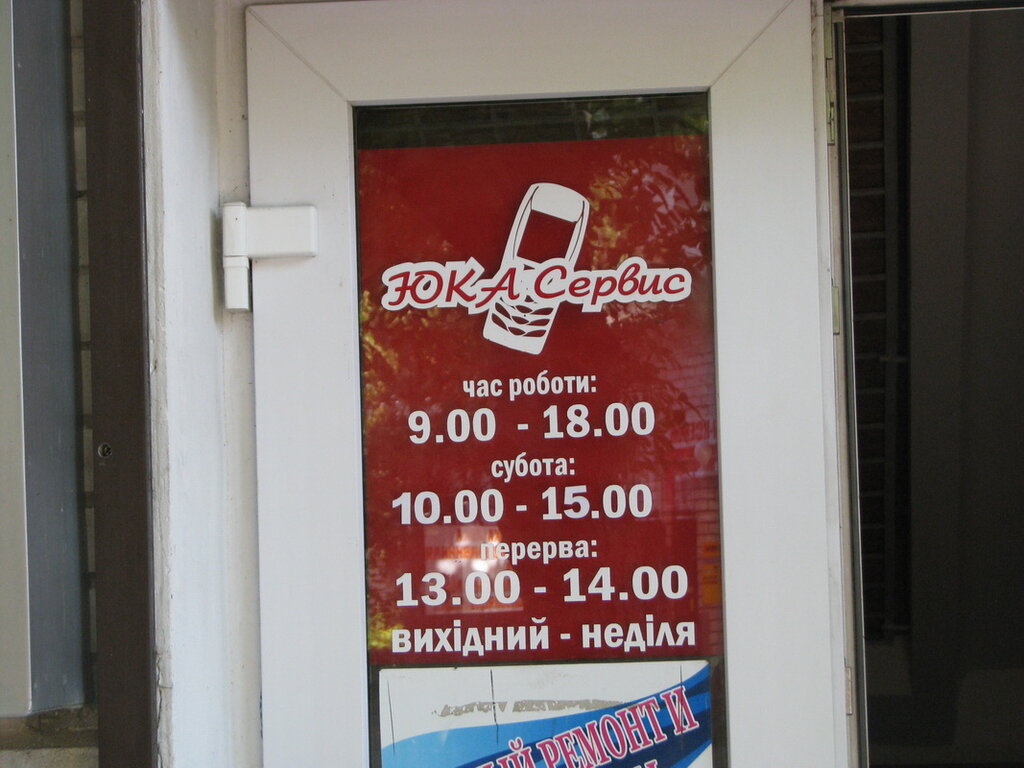 ЮКА Сервис
час роботи:
9.00 - 18.00
субота:
10.00 - 15.00
перерва:
13.00 - 14.00
вихідний - неділя
РЕМОНТ И